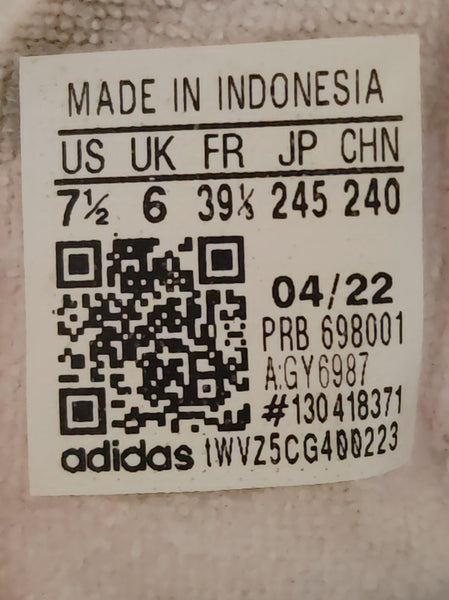 MADE IN INDONESIA
US UK FR JP CHN
7½ 6 39⅓ 245 240
04/22
PRB 698001
A:GY6987
#130418371
adidas 1WVZ5CG400223